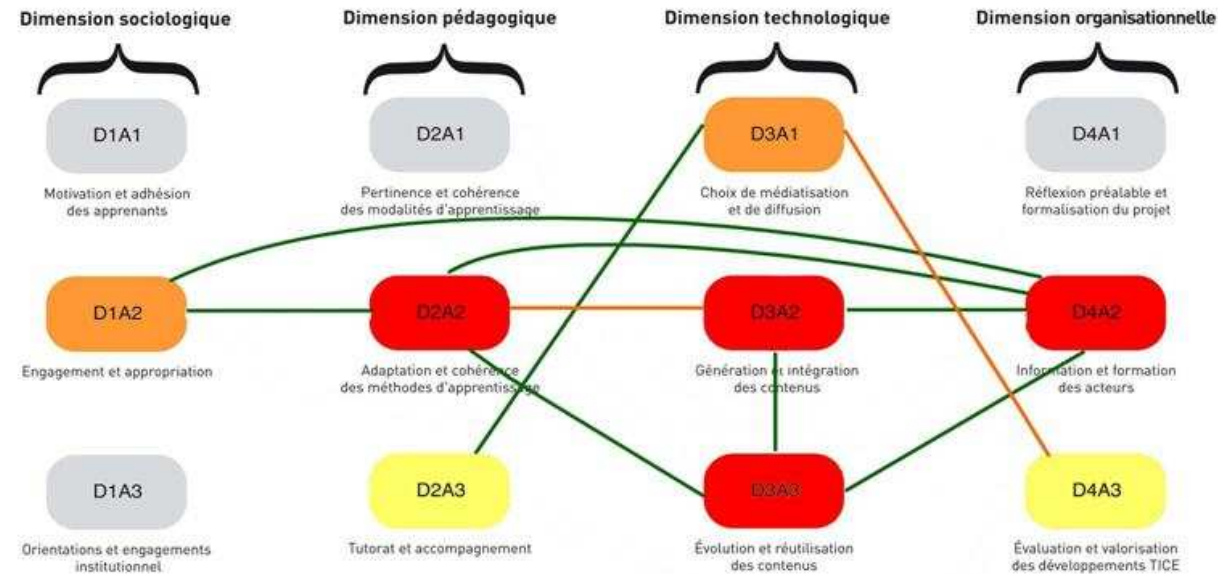 Dimension sociologique
Dimension pédagogique
Dimension technologique
Dimension organisationnelle
D1A1
D2A1
D3A1
D4A1
Motivation et adhésion
des apprenants
Pertinence et cohérence
des modalités d'apprentissage
Choix de médiatisation
et de diffusion
Réflexion préalable et
formalisation du projet
D1A2
D2A2
D3A2
D4A2
Engagement et appropriation
Adaptation et cohérence
des méthodes d'apprentissage
Génération et intégration
des contenus
Information et formation
des acteurs
D1A3
D2A3
D3A3
D4A3
Orientations et engagements
institutionnel
Tutorat et accompagnement
Évolution et réutilisation
des contenus
Évaluation et valorisation
des développements TICE